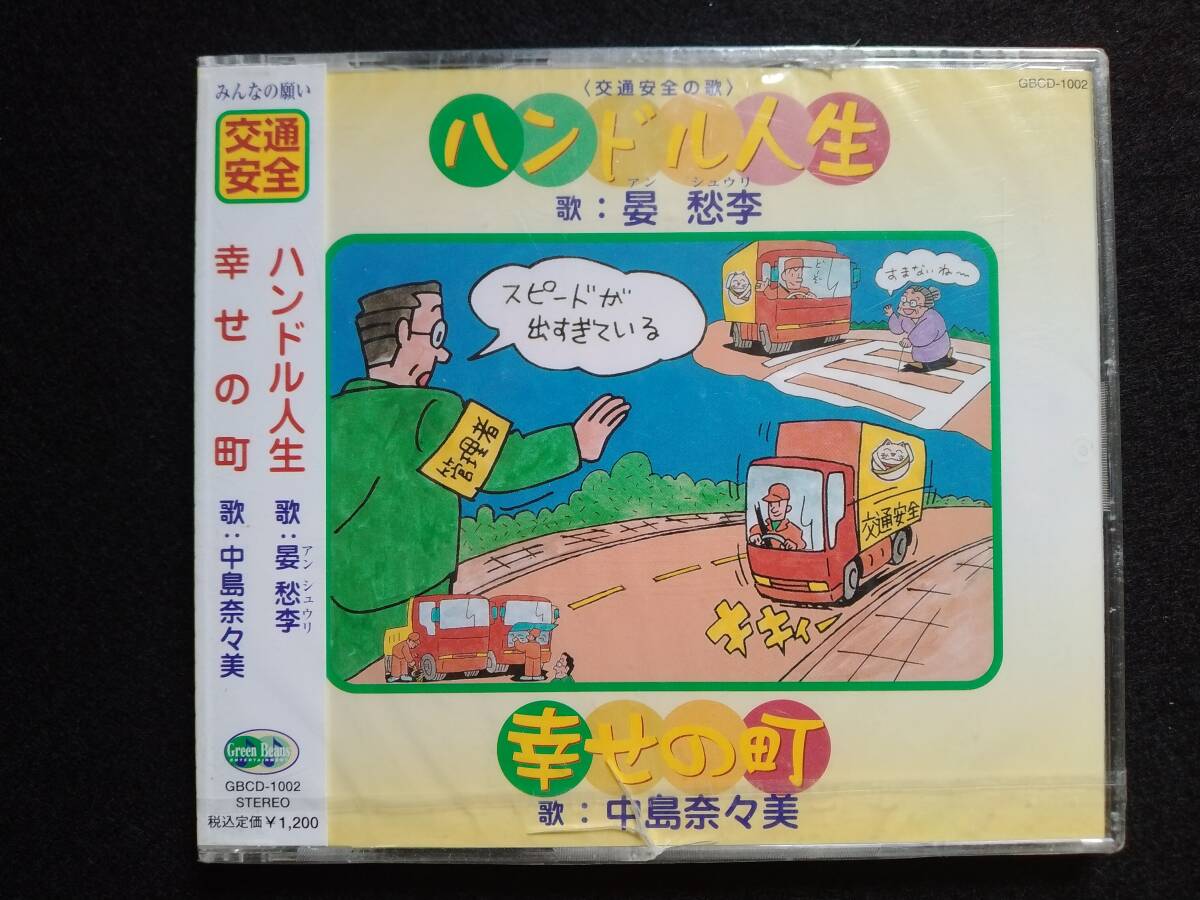 みんなの願い
交通
安全
ハンドル人生
歌:晏 愁李
アン シュウリ
幸せの町
歌:中島奈々美
Green Beans
ENTERTAINMENT
GBCD-1002
STEREO
税込定価¥1,200
〈交通安全の歌〉
GBCD-1002
ハンドル人生
アン シュウリ
歌:晏 愁李
スピードが
出すぎている
すまないね〜
管理者
交通安全
キキィー
幸せの町
歌:中島奈々美